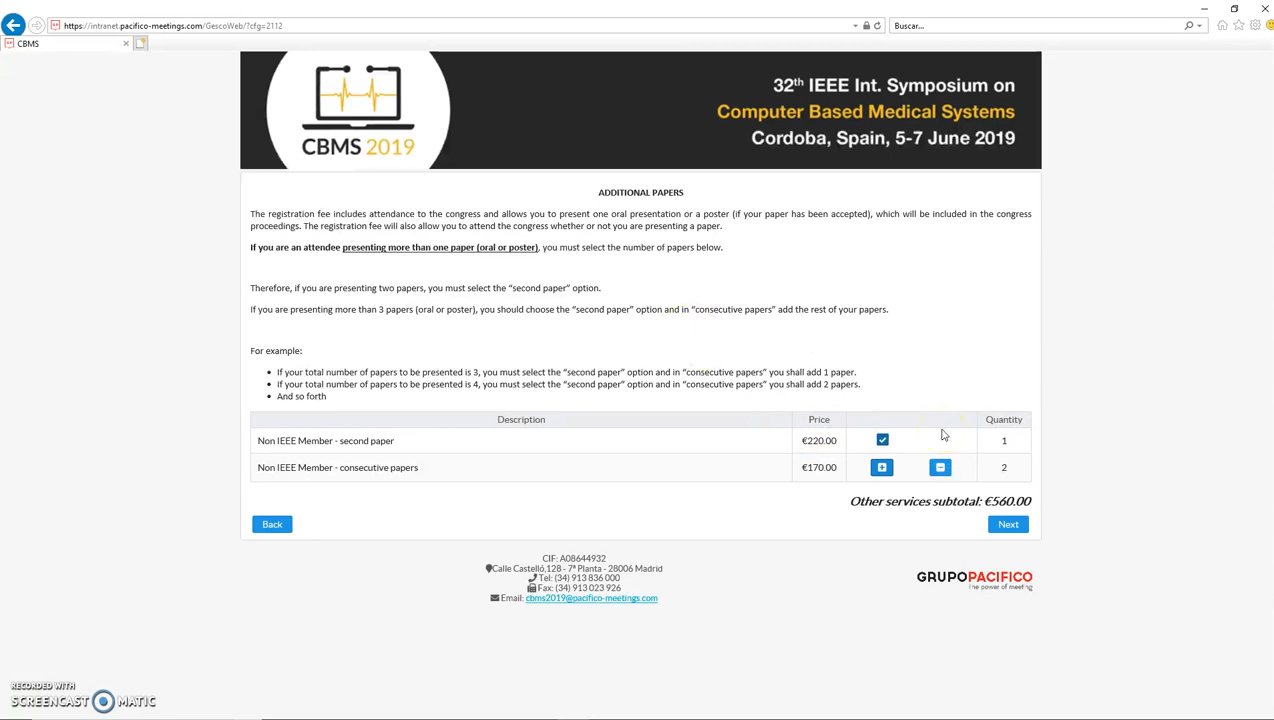 https://intranet.pacifico-meetings.com/GescoWeb/?cfg=2112
Buscar...
CBMS
CBMS 2019
32th IEEE Int. Symposium on
Computer Based Medical Systems
Cordoba, Spain, 5-7 June 2019
ADDITIONAL PAPERS
The registration fee includes attendance to the congress and allows you to present one oral presentation or a poster (if your paper has been accepted), which will be included in the congress
proceedings. The registration fee will also allow you to attend the congress whether or not you are presenting a paper.
If you are an attendee presenting more than one paper (oral or poster), you must select the number of papers below.
Therefore, if you are presenting two papers, you must select the “second paper” option.
If you are presenting more than 3 papers (oral or poster), you should choose the “second paper” option and in “consecutive papers” add the rest of your papers.
For example:
• If your total number of papers to be presented is 3, you must select the “second paper” option and in “consecutive papers” you shall add 1 paper.
• If your total number of papers to be presented is 4, you must select the “second paper” option and in “consecutive papers” you shall add 2 papers.
• And so forth
Description Price Quantity
Non IEEE Member - second paper €220.00 1
Non IEEE Member - consecutive papers €170.00 2
Other services subtotal: €560.00
Back Next
CIF: A08644932
Calle Castelló,128 - 7ª Planta - 28006 Madrid
Tel: (34) 913 836 000
Fax: (34) 913 023 926
Email: cbms2019@pacifico-meetings.com
GRUPOPACIFICO
The power of meeting
RECORDED WITH
SCREENCAST MATIC